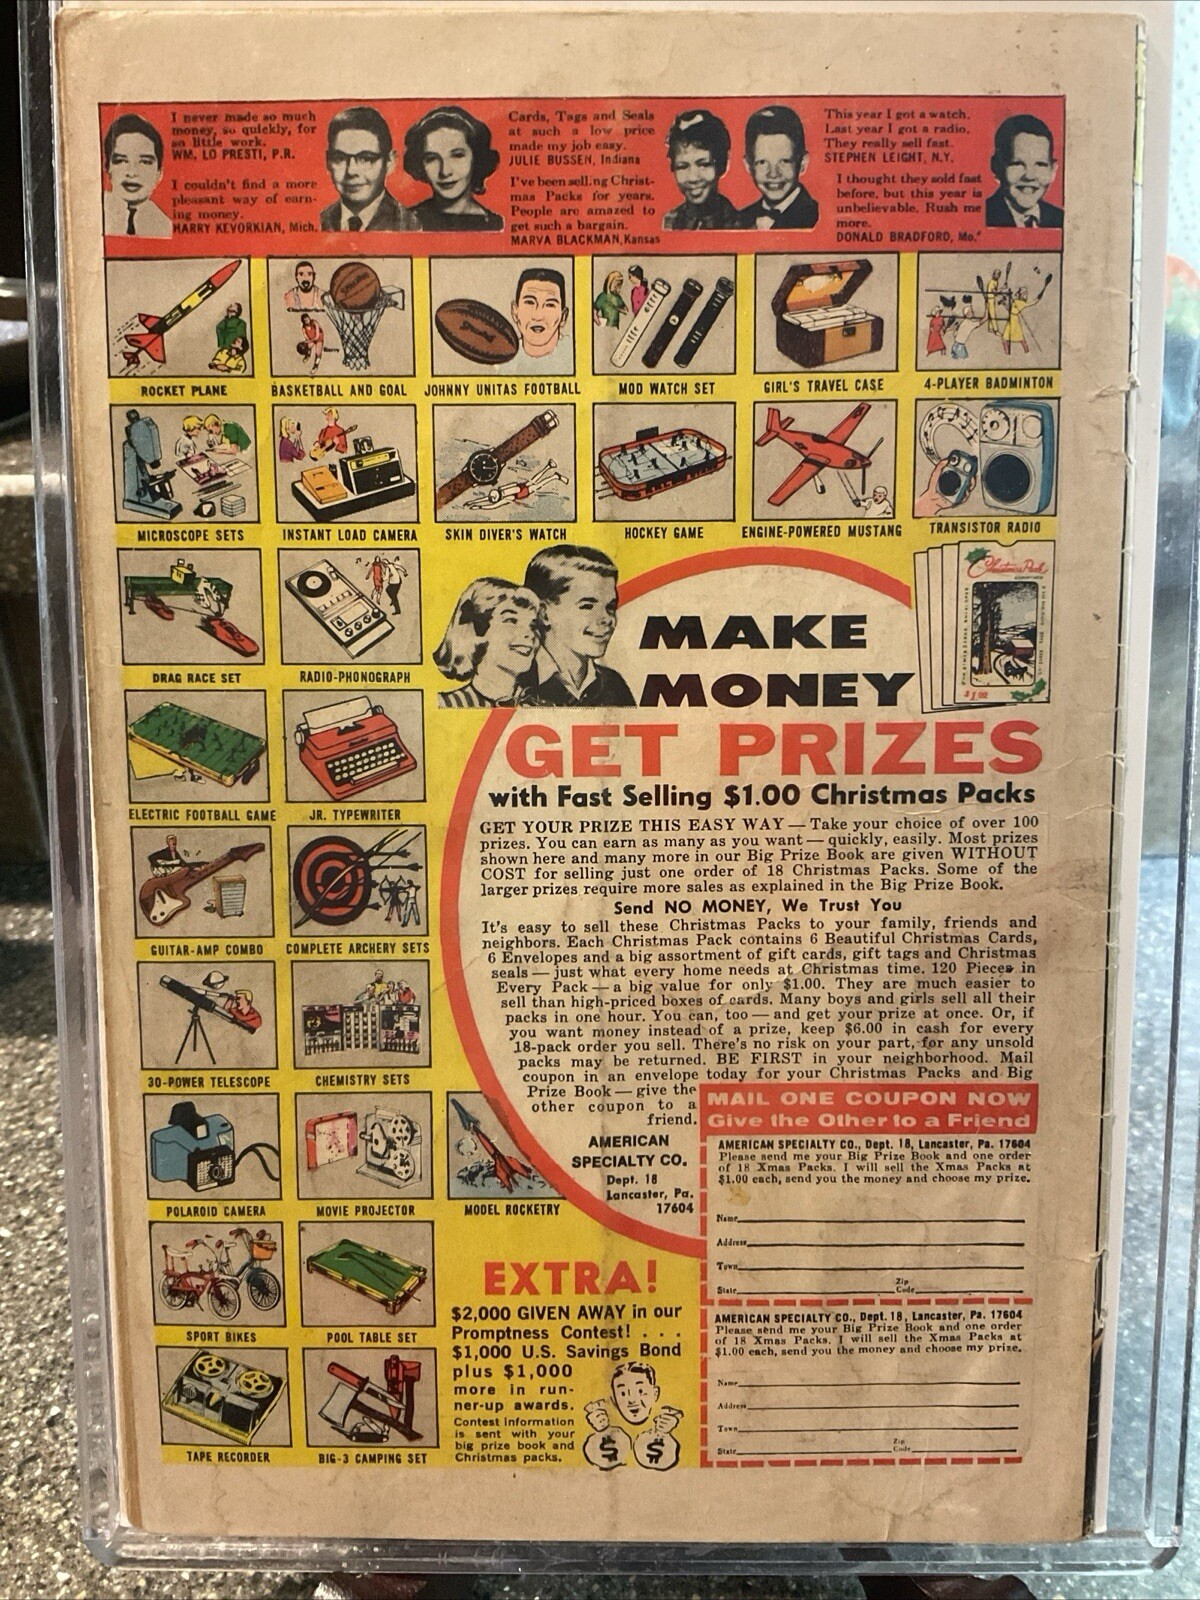 I never made so much
money, so quickly, for
so little work.
WM. LO PRESTI, P.R.
I couldn't find a more
pleasant way of earn-
ing money.
HARRY KEVORKIAN, Mich.
Cards, Tags and Seals
at such a low price
made my job easy.
JULIE BUSSEN, Indiana
I've been selling Christ-
mas Packs for years.
People are amazed to
get such a bargain.
MARVA BLACKMAN, Kansas
This year I got a watch.
Last year I got a radio.
They really sell fast.
STEPHEN LEIGHT, N.Y.
I thought they sold fast
before, but this year is
unbelievable. Rush me
more.
DONALD BRADFORD, Mo."
ROCKET PLANE
BASKETBALL AND GOAL
JOHNNY UNITAS FOOTBALL
MOD WATCH SET
GIRL'S TRAVEL CASE
4-PLAYER BADMINTON
MICROSCOPE SETS
INSTANT LOAD CAMERA
SKIN DIVER'S WATCH
HOCKEY GAME
ENGINE-POWERED MUSTANG
TRANSISTOR RADIO
DRAG RACE SET
RADIO-PHONOGRAPH
ELECTRIC FOOTBALL GAME
JR. TYPEWRITER
GUITAR-AMP COMBO
COMPLETE ARCHERY SETS
30-POWER TELESCOPE
CHEMISTRY SETS
POLAROID CAMERA
MOVIE PROJECTOR
MODEL ROCKETRY
SPORT BIKES
POOL TABLE SET
TAPE RECORDER
BIG-3 CAMPING SET
Christmas Pack
$1.00
MAKE
MONEY
GET PRIZES
with Fast Selling $1.00 Christmas Packs
GET YOUR PRIZE THIS EASY WAY — Take your choice of over 100
prizes. You can earn as many as you want — quickly, easily. Most prizes
shown here and many more in our Big Prize Book are given WITHOUT
COST for selling just one order of 18 Christmas Packs. Some of the
larger prizes require more sales as explained in the Big Prize Book.
Send NO MONEY, We Trust You
It's easy to sell these Christmas Packs to your family, friends and
neighbors. Each Christmas Pack contains 6 Beautiful Christmas Cards,
6 Envelopes and a big assortment of gift cards, gift tags and Christmas
seals — just what every home needs at Christmas time. 120 Pieces in
Every Pack — a big value for only $1.00. They are much easier to
sell than high-priced boxes of cards. Many boys and girls sell all their
packs in one hour. You can, too — and get your prize at once. Or, if
you want money instead of a prize, keep $6.00 in cash for every
18-pack order you sell. There's no risk on your part, for any unsold
packs may be returned. BE FIRST in your neighborhood. Mail
coupon in an envelope today for your Christmas Packs and Big
Prize Book — give the
other coupon to a
friend.
AMERICAN
SPECIALTY CO.
Dept. 18
Lancaster, Pa.
17604
MAIL ONE COUPON NOW
Give the Other to a Friend
AMERICAN SPECIALTY CO., Dept. 18, Lancaster, Pa. 17604
Please send me your Big Prize Book and one order
of 18 Xmas Packs. I will sell the Xmas Packs at
$1.00 each, send you the money and choose my prize.
Name
Address
Town
State Zip Code
AMERICAN SPECIALTY CO., Dept. 18, Lancaster, Pa. 17604
Please send me your Big Prize Book and one order
of 18 Xmas Packs. I will sell the Xmas Packs at
$1.00 each, send you the money and choose my prize.
Name
Address
Town
State Zip Code
EXTRA!
$2,000 GIVEN AWAY in our
Promptness Contest! . . .
$1,000 U.S. Savings Bond
plus $1,000
more in run-
ner-up awards.
Contest information
is sent with your
big prize book and
Christmas packs.
$ $